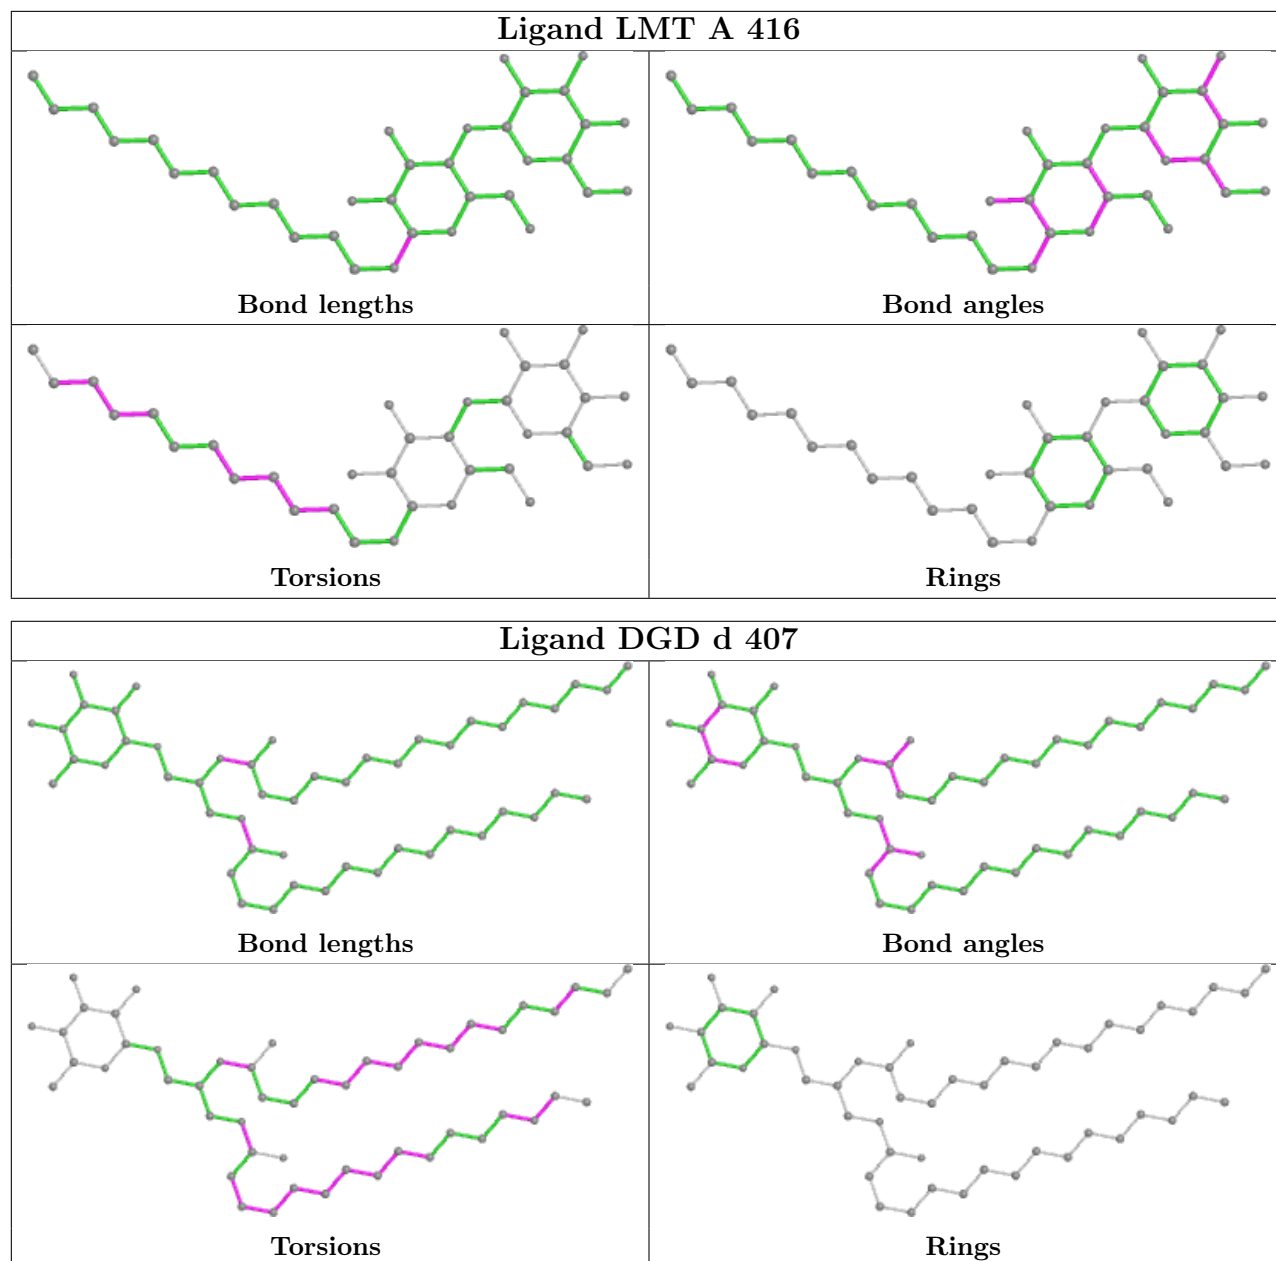 Ligand LMT A 416
Bond lengths
Bond angles
Torsions
Rings
Ligand DGD d 407
Bond lengths
Bond angles
Torsions
Rings